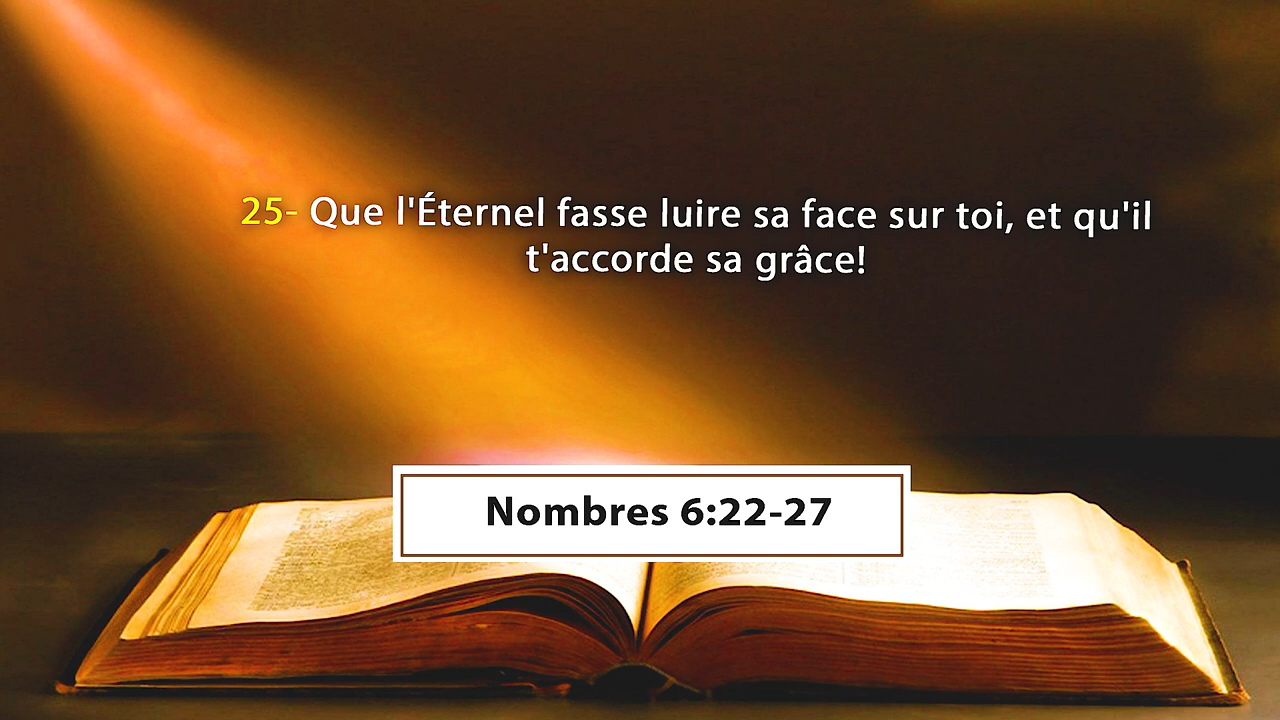 25- Que l'Éternel fasse luire sa face sur toi, et qu'il
t'accorde sa grâce!
Nombres 6:22-27